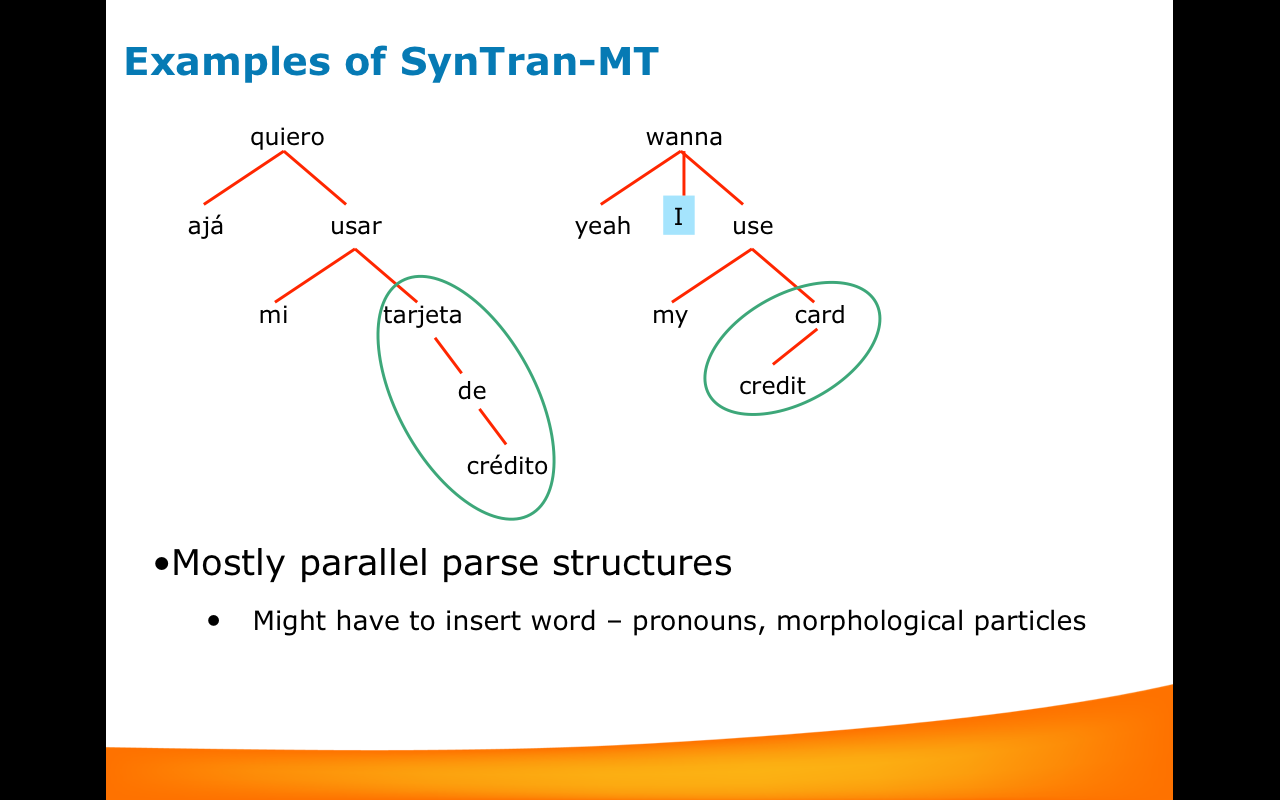 Examples of SynTran-MT
quiero
ajá usar
mi tarjeta
de
crédito
wanna
yeah I use
my card
credit
•Mostly parallel parse structures
• Might have to insert word – pronouns, morphological particles